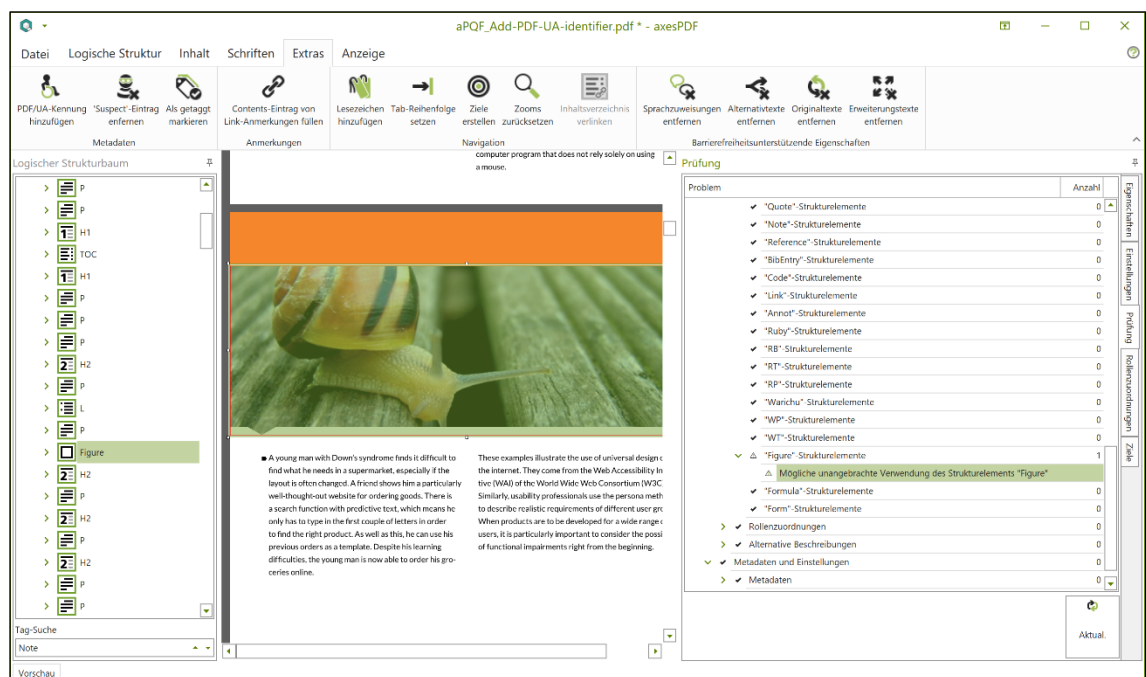 aPQF_Add-PDF-UA-identifier.pdf * - axesPDF
Datei Logische Struktur Inhalt Schriften Extras Anzeige
PDF/UA-Kennung hinzufügen
'Suspect'-Eintrag entfernen
Als getaggt markieren
Contents-Eintrag von Link-Anmerkungen füllen
Lesezeichen hinzufügen
Tab-Reihenfolge setzen
Ziele erstellen
Zooms zurücksetzen
Inhaltsverzeichnis verlinken
Sprachzuweisungen entfernen
Alternativtexte entfernen
Originaltexte entfernen
Erweiterungstexte entfernen
Metadaten
Anmerkungen
Navigation
Barrierefreiheitsunterstützende Eigenschaften
Logischer Strukturbaum
P
P
1 H1
TOC
1 H1
P
P
P
2 H2
P
L
P
Figure
2 H2
P
2 H2
P
2 H2
P
P
Tag-Suche
Note
Vorschau
computer program that does not rely solely on using
a mouse.
A young man with Down's syndrome finds it difficult to
find what he needs in a supermarket, especially if the
layout is often changed. A friend shows him a particularly
well-thought-out website for ordering goods. There is
a search function with predictive text, which means he
only has to type in the first couple of letters in order
to find the right product. As well as this, he can use his
previous orders as a template. Despite his learning
difficulties, the young man is now able to order his gro-
ceries online.
These examples illustrate the use of universal design
the internet. They come from the Web Accessibility In
tive (WAI) of the World Wide Web Consortium (W3C
Similarly, usability professionals use the persona meth
to describe realistic requirements of different user gr
When products are to be developed for a wide range
users, it is particularly important to consider the possi
of functional impairments right from the beginning.
Prüfung
Problem Anzahl
"Quote"-Strukturelemente 0
"Note"-Strukturelemente 0
"Reference"-Strukturelemente 0
"BibEntry"-Strukturelemente 0
"Code"-Strukturelemente 0
"Link"-Strukturelemente 0
"Annot"-Strukturelemente 0
"Ruby"-Strukturelemente 0
"RB"-Strukturelemente 0
"RT"-Strukturelemente 0
"RP"-Strukturelemente 0
"Warichu"-Strukturelemente 0
"WP"-Strukturelemente 0
"WT"-Strukturelemente 0
"Figure"-Strukturelemente 1
Mögliche unangebrachte Verwendung des Strukturelements "Figure"
"Formula"-Strukturelemente 0
"Form"-Strukturelemente 0
Rollenzuordnungen 0
Alternative Beschreibungen 0
Metadaten und Einstellungen 0
Metadaten 0
Aktual.
Eigenschaften
Einstellungen
Prüfung
Rollenzuordnungen
Ziele